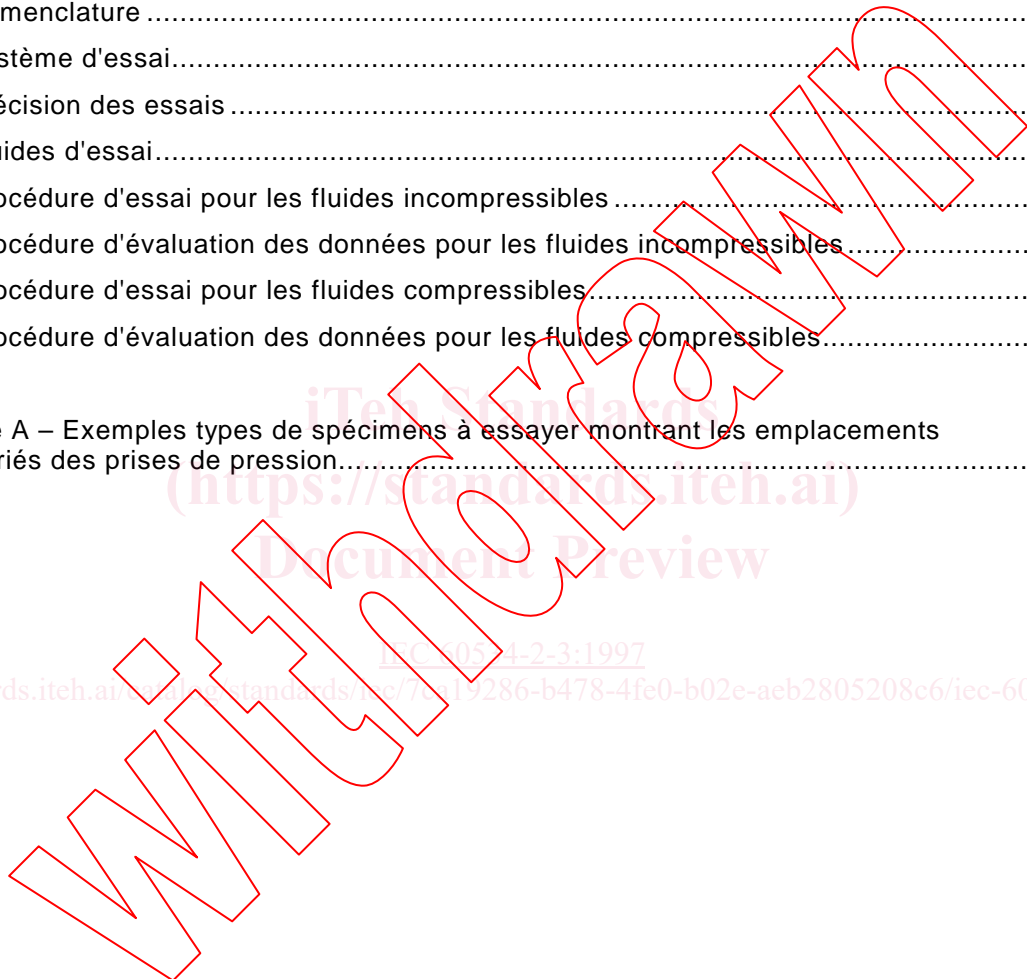 menclature ................................................................................................................
stème d'essai.............................................................................................................
écision des essais .....................................................................................................
uides d'essai...............................................................................................................
océdure d'essai pour les fluides incompressibles ......................................................
océdure d'évaluation des données pour les fluides incompressibles ........................
océdure d'essai pour les fluides compressibles.........................................................
océdure d'évaluation des données pour les fluides compressibles...........................
iTeh Standards
e A – Exemples types de spécimens à essayer montrant les emplacements
riés des prises de pression.........................................................................................
(https://standards.iteh.ai)
Document Preview
IEC 60534-2-3:1997
rds.iteh.ai/catalog/standards/iec/7ea19286-b478-4fe0-b02e-aeb2805208c6/iec-60
withdrawn